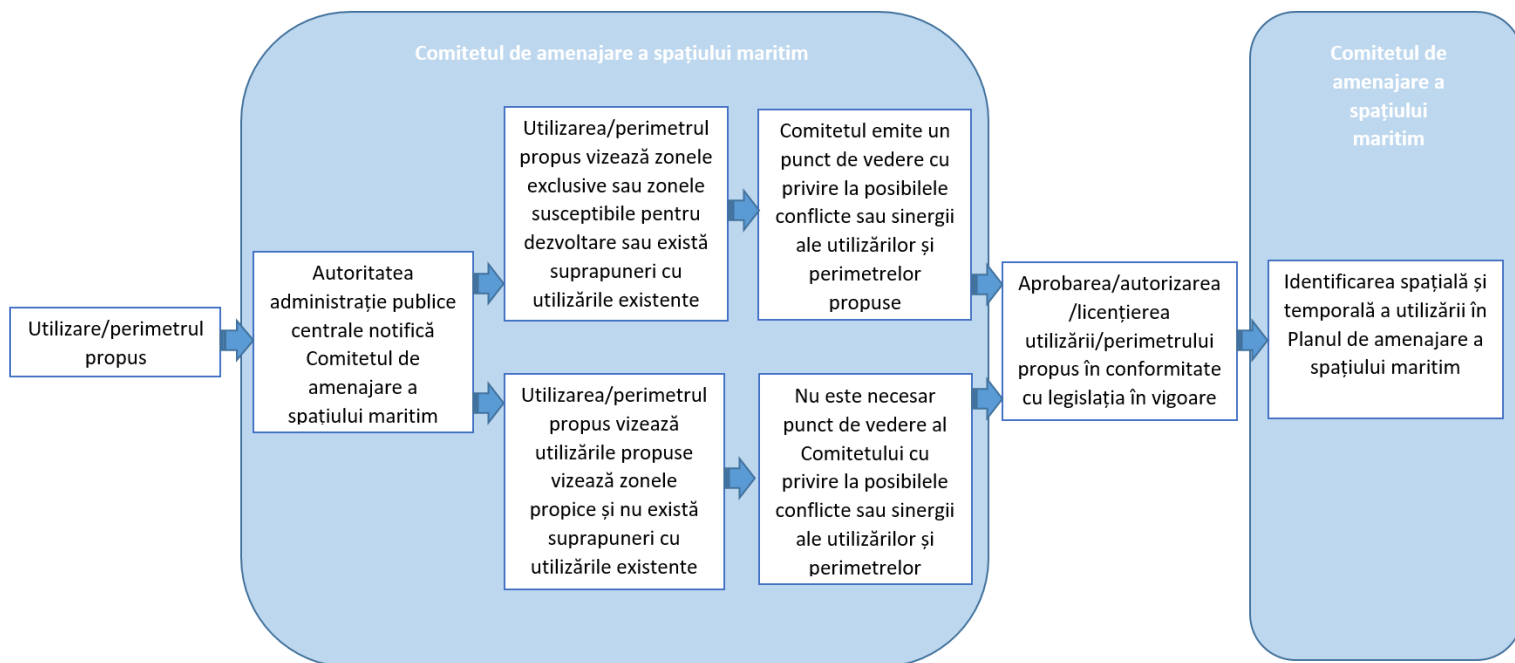 Comitetul de amenajare a spațiului maritim
Utilizare/perimetrul
propus
Autoritatea
administrație publice
centrale notifică
Comitetul de
amenajare a
spațiului maritim
Utilizarea/perimetrul
propus vizează zonele
exclusive sau zonele
susceptibile pentru
dezvoltare sau există
suprapuneri cu
utilizările existente
Comitetul emite un
punct de vedere cu
privire la posibilele
conflicte sau sinergii
ale utilizărilor și
perimetrelor
propuse
Utilizarea/perimetrul
propus vizează
utilizările propuse
vizează zonele
propice și nu există
suprapuneri cu
utilizările existente
Nu este necesar
punct de vedere al
Comitetului cu
privire la posibilele
conflicte sau sinergii
ale utilizărilor și
perimetrelor
Aprobarea/autorizarea
/licențierea
utilizării/perimetrului
propus în conformitate
cu legislația în vigoare
Comitetul de
amenajare a
spațiului
maritim
Identificarea spațială și
temporală a utilizării în
Planul de amenajare a
spațiului maritim